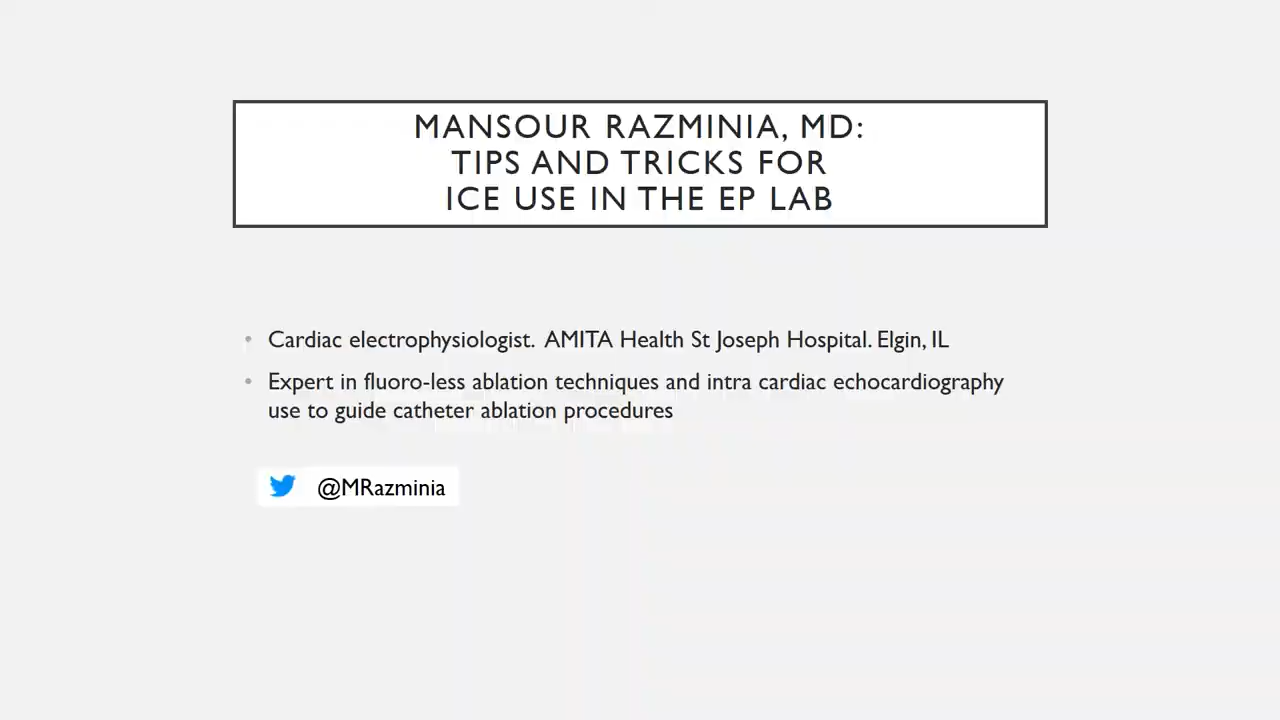 MANSOUR RAZMINIA, MD:
TIPS AND TRICKS FOR
ICE USE IN THE EP LAB
• Cardiac electrophysiologist. AMITA Health St Joseph Hospital. Elgin, IL
• Expert in fluoro-less ablation techniques and intra cardiac echocardiography
use to guide catheter ablation procedures
@MRazminia